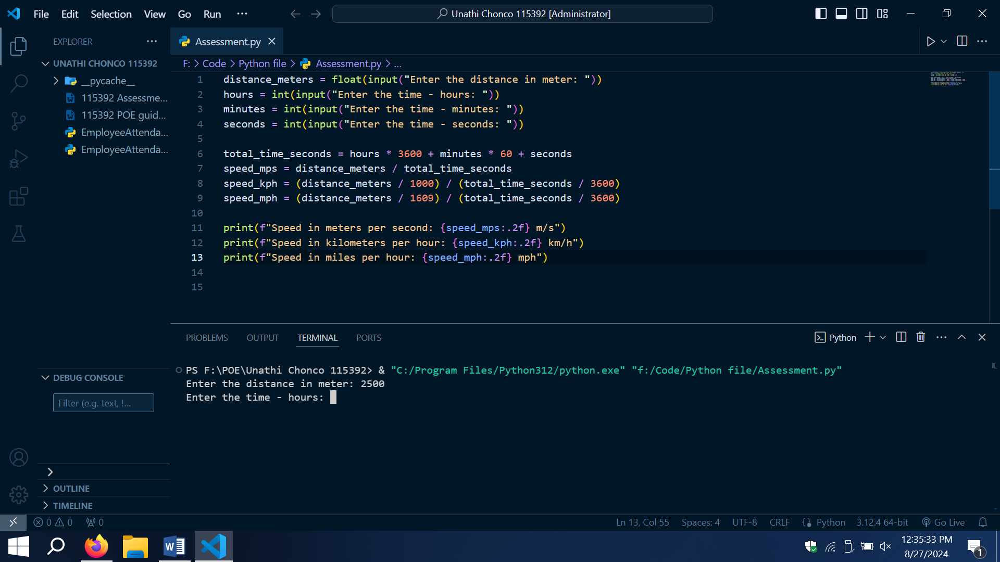 File Edit Selection View Go Run ...
Unathi Chonco 115392 [Administrator]
EXPLORER
UNATHI CHONCO 115392
__pycache__
115392 Assessme...
115392 POE guid...
EmployeeAttenda...
EmployeeAttenda...
DEBUG CONSOLE
Filter (e.g. text, !...
OUTLINE
TIMELINE
Assessment.py
F: > Code > Python file > Assessment.py > ...
1 distance_meters = float(input("Enter the distance in meter: "))
2 hours = int(input("Enter the time - hours: "))
3 minutes = int(input("Enter the time - minutes: "))
4 seconds = int(input("Enter the time - seconds: "))
5
6 total_time_seconds = hours * 3600 + minutes * 60 + seconds
7 speed_mps = distance_meters / total_time_seconds
8 speed_kph = (distance_meters / 1000) / (total_time_seconds / 3600)
9 speed_mph = (distance_meters / 1609) / (total_time_seconds / 3600)
10
11 print(f"Speed in meters per second: {speed_mps:.2f} m/s")
12 print(f"Speed in kilometers per hour: {speed_kph:.2f} km/h")
13 print(f"Speed in miles per hour: {speed_mph:.2f} mph")
14
15
PROBLEMS OUTPUT TERMINAL PORTS
Python
PS F:\POE\Unathi Chonco 115392> & "C:/Program Files/Python312/python.exe" "f:/Code/Python file/Assessment.py"
Enter the distance in meter: 2500
Enter the time - hours:
0 0 0
Ln 13, Col 55 Spaces: 4 UTF-8 CRLF {} Python 3.12.4 64-bit Go Live
W
12:35:33 PM
8/27/2024
1